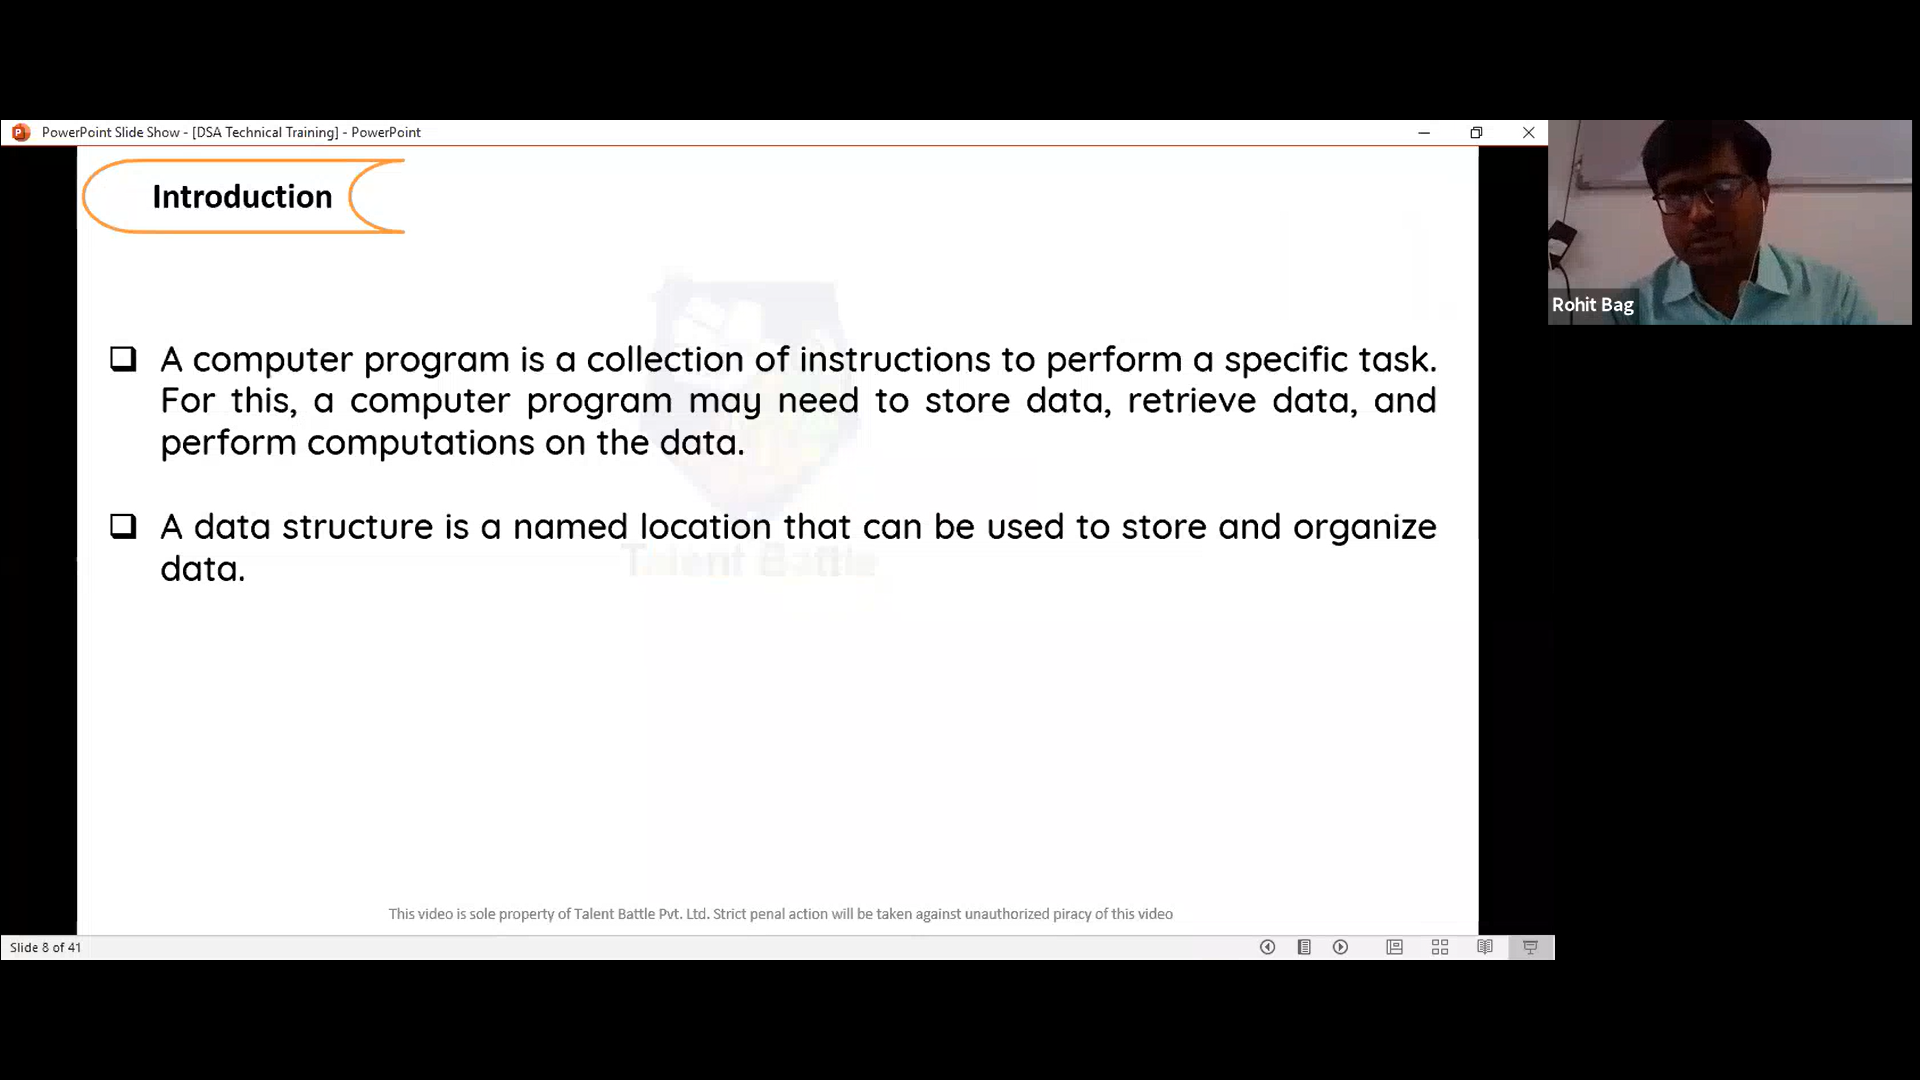 PowerPoint Slide Show - [DSA Technical Training] - PowerPoint
Introduction
A computer program is a collection of instructions to perform a specific task.
For this, a computer program may need to store data, retrieve data, and
perform computations on the data.
A data structure is a named location that can be used to store and organize
data.
Talent Battle
This video is sole property of Talent Battle Pvt. Ltd. Strict penal action will be taken against unauthorized piracy of this video
Slide 8 of 41
Rohit Bag